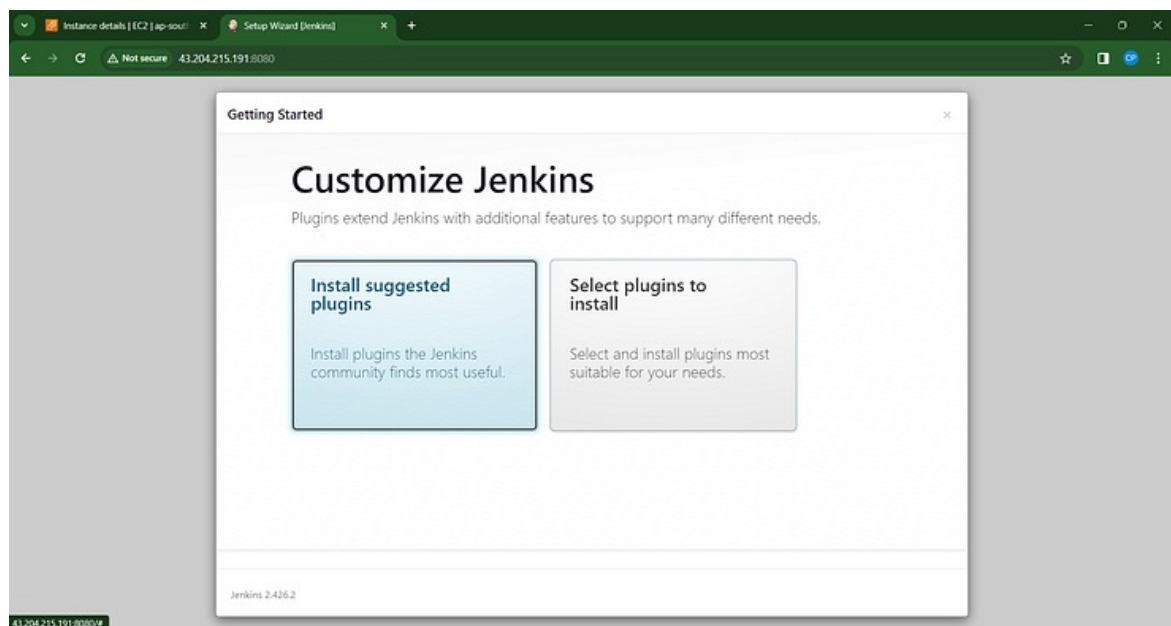 Instance details | EC2 | ap-sout
Setup Wizard [Jenkins]
Not secure 43.204.215.191:8080
CP
Getting Started
Customize Jenkins
Plugins extend Jenkins with additional features to support many different needs.
Install suggested
plugins
Install plugins the Jenkins
community finds most useful.
Select plugins to
install
Select and install plugins most
suitable for your needs.
Jenkins 2.426.2
43.204.215.191:8080/#